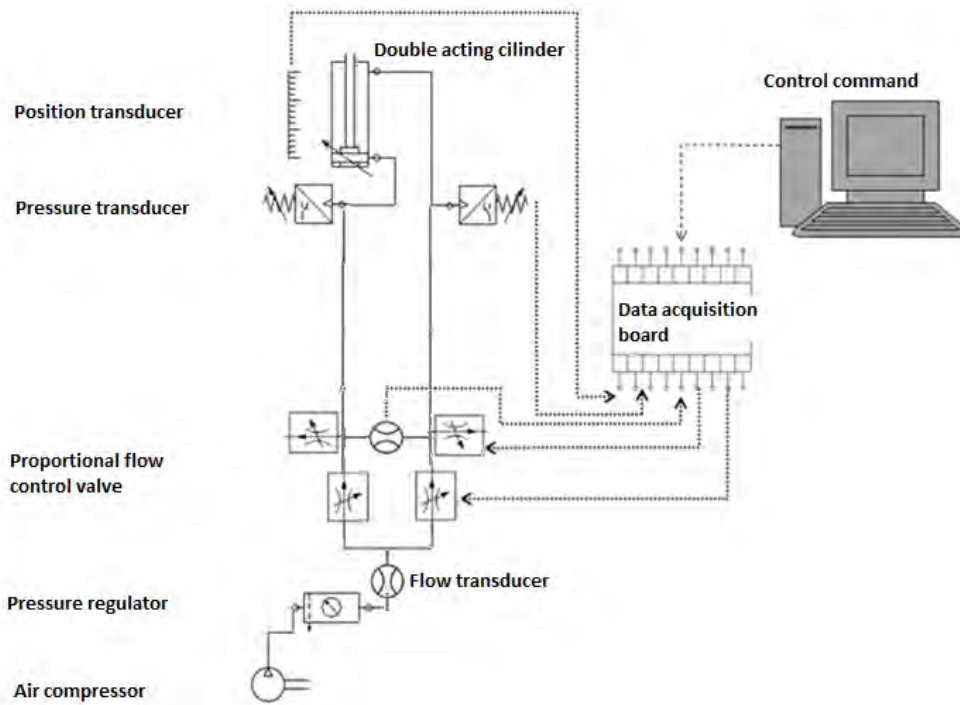 Double acting cilinder
Control command
Position transducer
Pressure transducer
Data acquisition
board
Proportional flow
control valve
Flow transducer
Pressure regulator
Air compressor